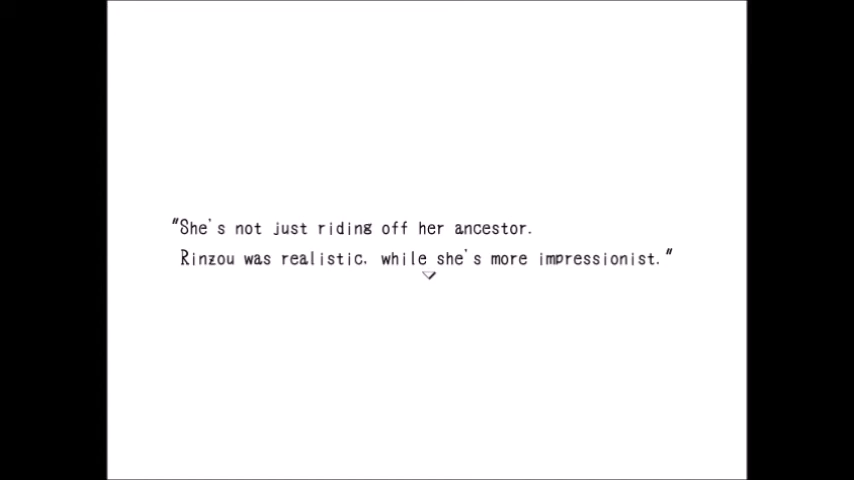 "She's not just riding off her ancestor.
Rinzou was realistic, while she's more impressionist."